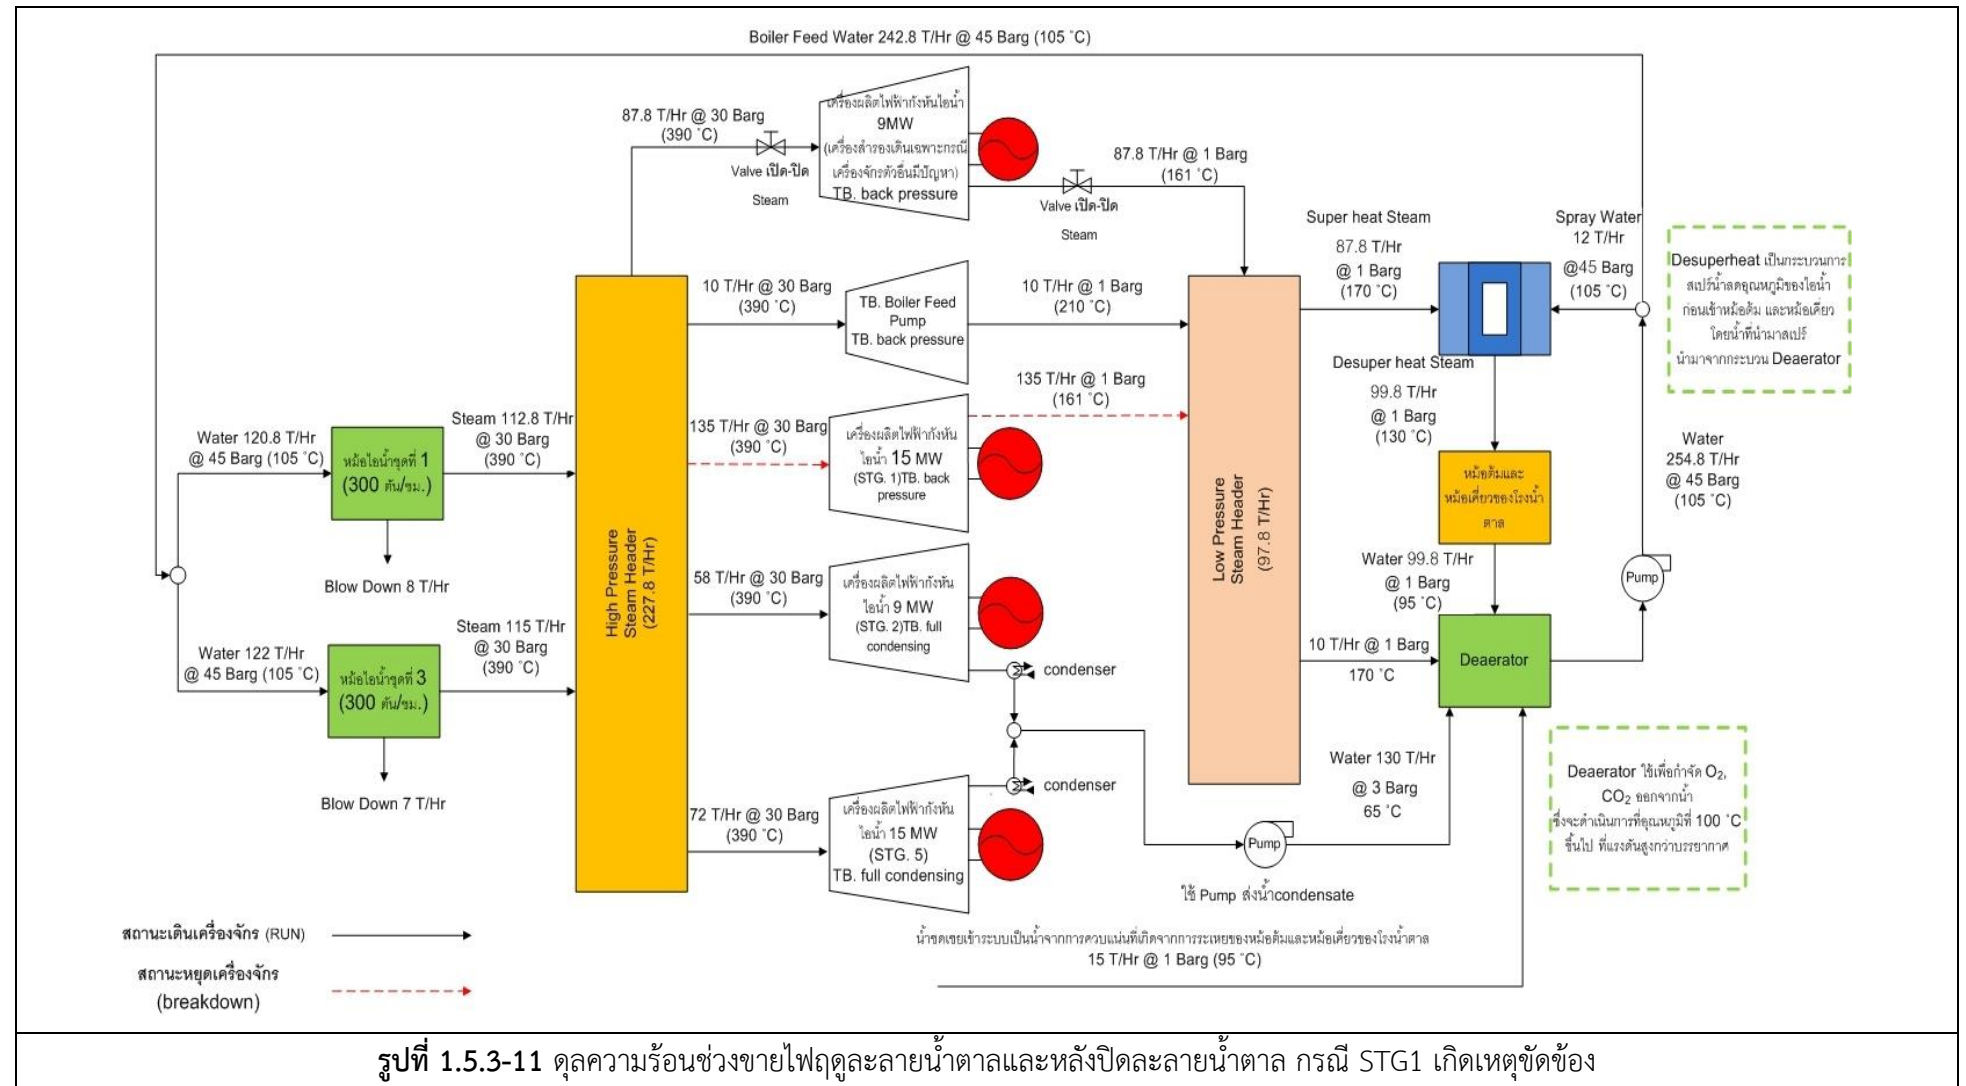 Boiler Feed Water 242.8 T/Hr @ 45 Barg (105 ˚C)
87.8 T/Hr @ 30 Barg
(390 ˚C)
Valve เปิด-ปิด
Steam
เครื่องผลิตไฟฟ้ากังหันไอน้ำ
9MW
(เครื่องสำรองเดินเฉพาะกรณี
เครื่องจักรตัวอื่นมีปัญหา)
TB. back pressure
87.8 T/Hr @ 1 Barg
(161 ˚C)
Valve เปิด-ปิด
Steam
Super heat Steam
87.8 T/Hr
@ 1 Barg
(170 ˚C)
Spray Water
12 T/Hr
@45 Barg
(105 ˚C)
Desuperheat เป็นกระบวนการ
สเปร์น้ำลดอุณหภูมิของไอน้ำ
ก่อนเข้าหม้อต้ม และหม้อเคี่ยว
โดยน้ำที่นำมาสเปร์
นำมาจากกระบวน Deaerator
10 T/Hr @ 30 Barg
(390 ˚C)
TB. Boiler Feed
Pump
TB. back pressure
10 T/Hr @ 1 Barg
(210 ˚C)
Desuper heat Steam
99.8 T/Hr
@ 1 Barg
(130 ˚C)
135 T/Hr @ 1 Barg
(161 ˚C)
135 T/Hr @ 30 Barg
(390 ˚C)
เครื่องผลิตไฟฟ้ากังหัน
ไอน้ำ 15 MW
(STG. 1)TB. back
pressure
Water 120.8 T/Hr
@ 45 Barg (105 ˚C)
หม้อไอน้ำชุดที่ 1
(300 ตัน/ชม.)
Steam 112.8 T/Hr
@ 30 Barg
(390 ˚C)
Blow Down 8 T/Hr
High Pressure
Steam Header
(227.8 T/Hr)
Low Pressure
Steam Header
(97.8 T/Hr)
หม้อต้มและ
หม้อเคี่ยวของโรงน้ำ
ตาล
Water
254.8 T/Hr
@ 45 Barg
(105 ˚C)
Pump
58 T/Hr @ 30 Barg
(390 ˚C)
เครื่องผลิตไฟฟ้ากังหัน
ไอน้ำ 9 MW
(STG. 2)TB. full
condensing
condenser
Water 99.8 T/Hr
@ 1 Barg
(95 ˚C)
Water 122 T/Hr
@ 45 Barg (105 ˚C)
หม้อไอน้ำชุดที่ 3
(300 ตัน/ชม.)
Steam 115 T/Hr
@ 30 Barg
(390 ˚C)
Blow Down 7 T/Hr
10 T/Hr @ 1 Barg
170 ˚C
Deaerator
72 T/Hr @ 30 Barg
(390 ˚C)
เครื่องผลิตไฟฟ้ากังหัน
ไอน้ำ 15 MW
(STG. 5)
TB. full condensing
condenser
Water 130 T/Hr
@ 3 Barg
65 ˚C
Pump
ใช้ Pump ส่งน้ำcondensate
Deaerator ใช้เพื่อกำจัด O2,
CO2 ออกจากน้ำ
ซึ่งจะดำเนินการที่อุณหภูมิที่ 100 ˚C
ขึ้นไป ที่แรงดันสูงกว่าบรรยากาศ
สถานะเดินเครื่องจักร (RUN)
สถานะหยุดเครื่องจักร
(breakdown)
น้ำชดเชยเข้าระบบเป็นน้ำจากการควบแน่นที่เกิดจากการระเหยของหม้อต้มและหม้อเคี่ยวของโรงน้ำตาล
15 T/Hr @ 1 Barg (95 ˚C)
รูปที่ 1.5.3-11 ดุลความร้อนช่วงขายไฟฤดูละลายน้ำตาลและหลังปิดละลายน้ำตาล กรณี STG1 เกิดเหตุขัดข้อง